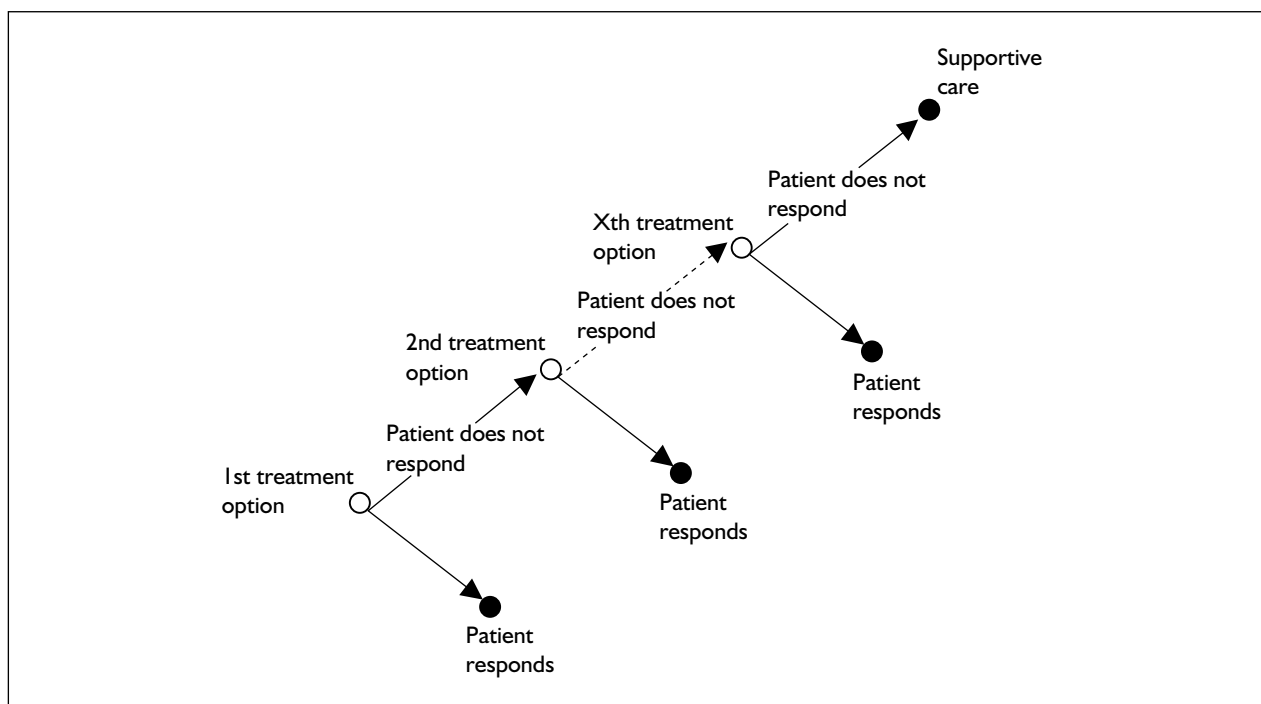 Supportive
care
Patient does not
respond
Xth treatment
option
Patient does not
respond
Patient
responds
2nd treatment
option
Patient does not
respond
Patient
responds
1st treatment
option
Patient
responds